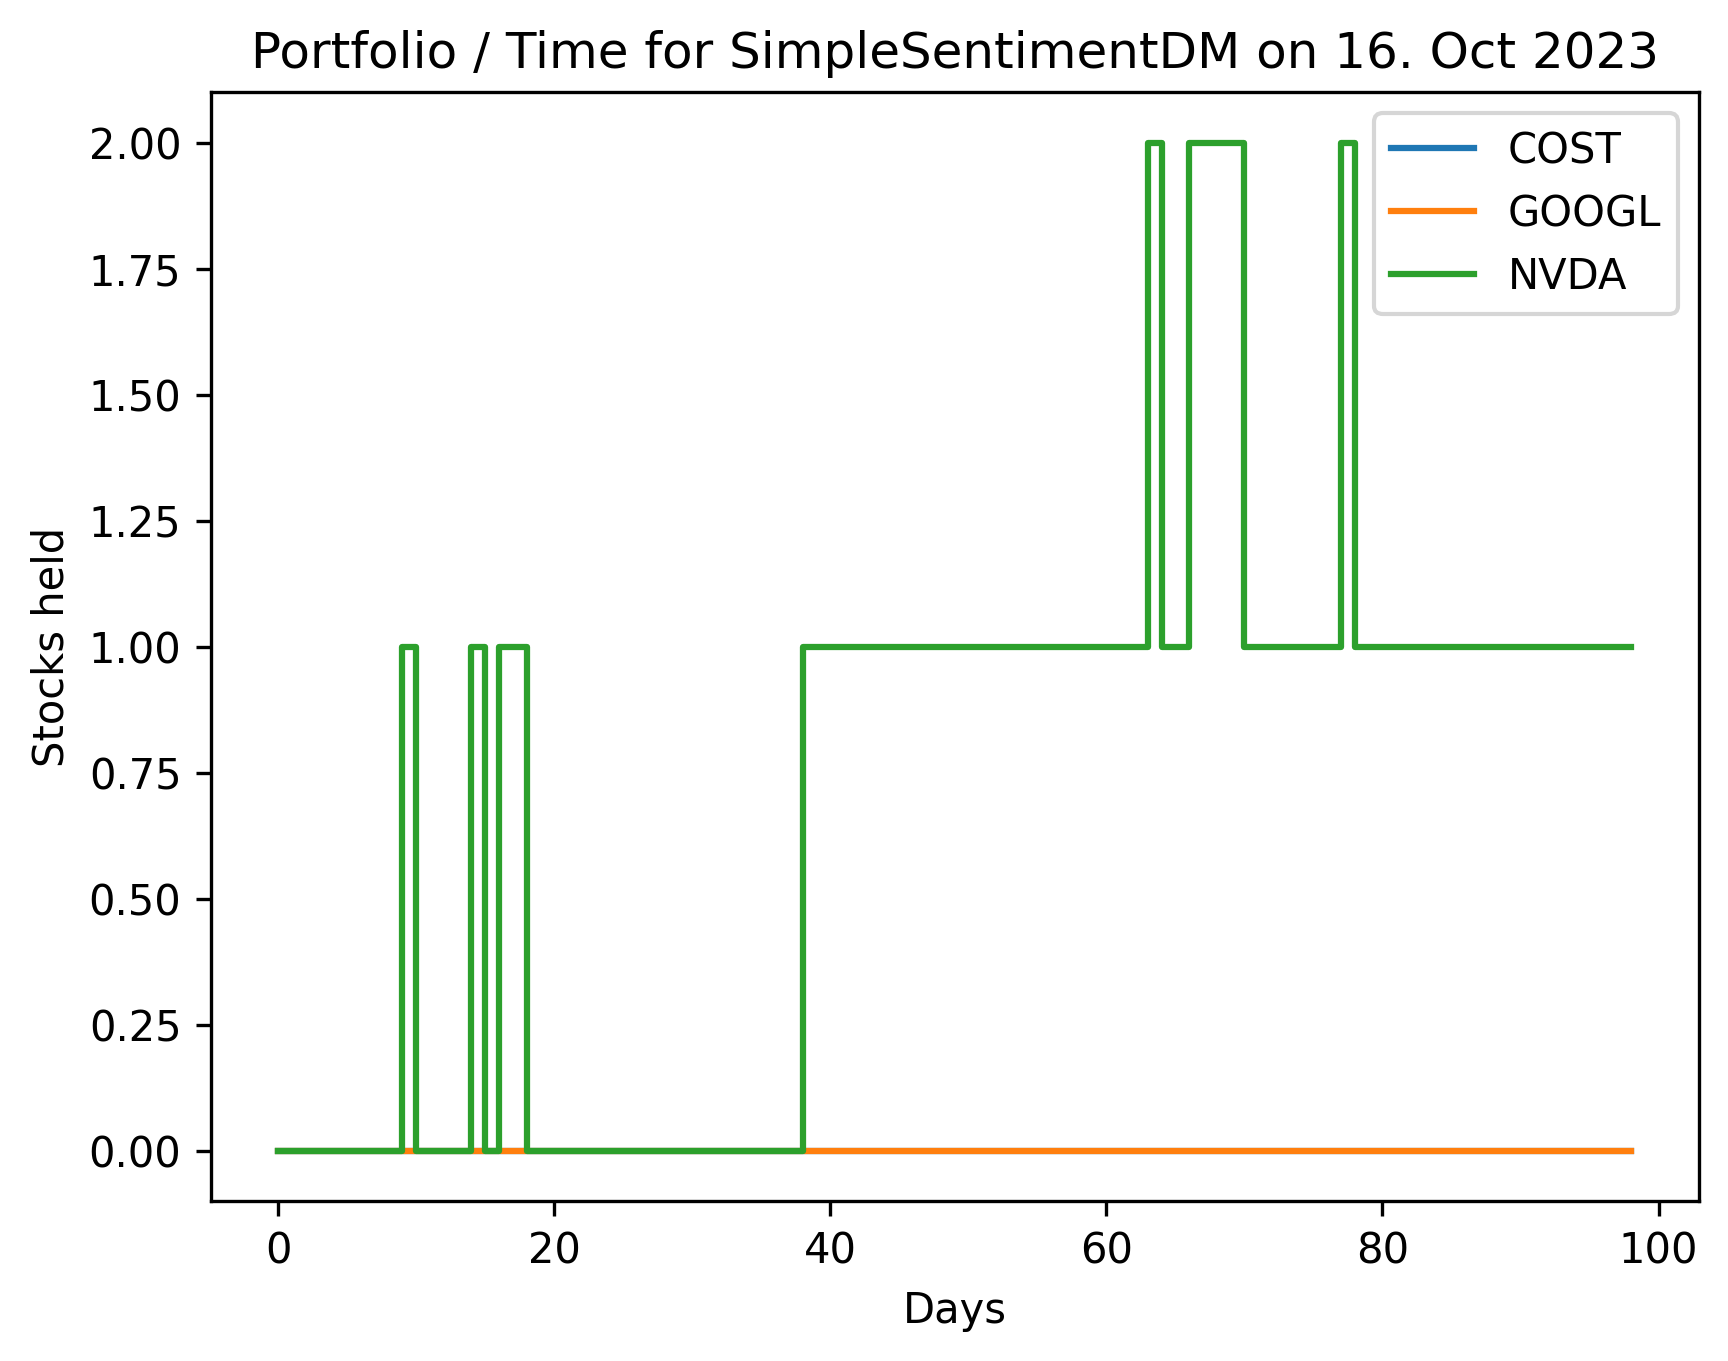 Portfolio / Time for SimpleSentimentDM on 16. Oct 2023
COST
GOOGL
NVDA
Stocks held
2.00
1.75
1.50
1.25
1.00
0.75
0.50
0.25
0.00
0 20 40 60 80 100
Days